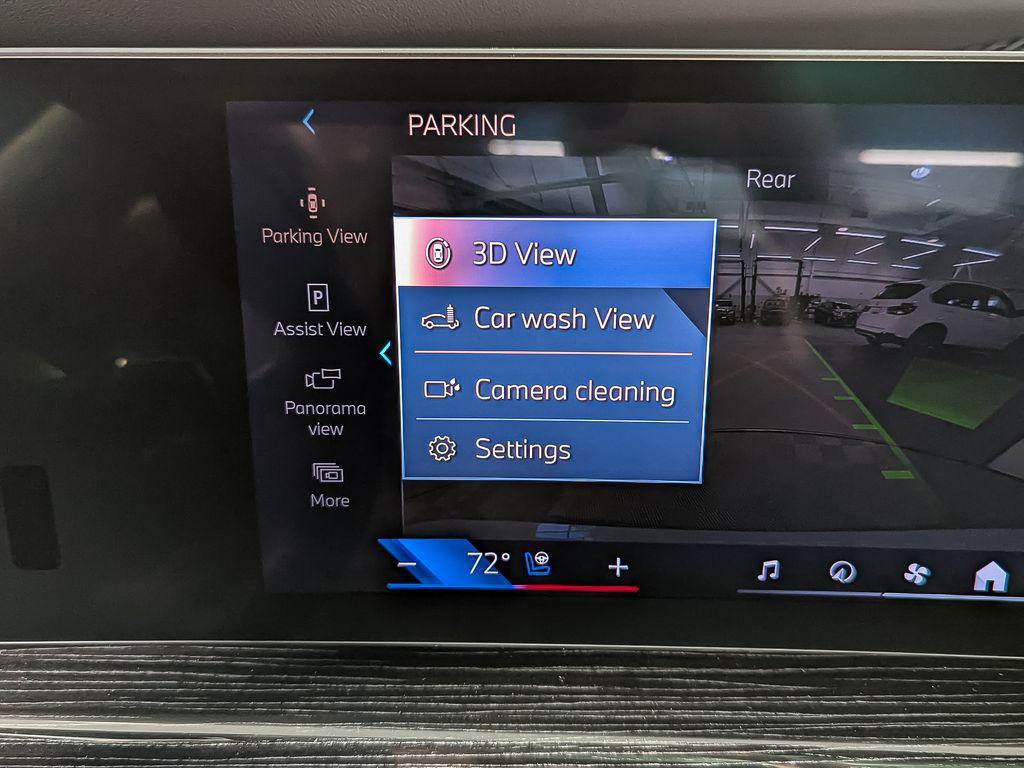 PARKING
Rear
Parking View
Assist View
Panorama
view
More
3D View
Car wash View
Camera cleaning
Settings
− 72° +